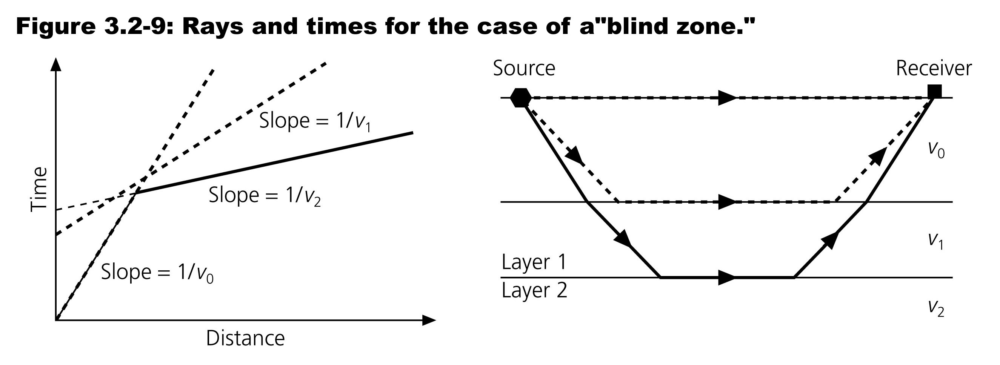 Figure 3.2-9: Rays and times for the case of a"blind zone."
Time
Slope = 1/v₁
Slope = 1/v₂
Slope = 1/v₀
Distance
Source
Receiver
v₀
v₁
Layer 1
Layer 2
v₂